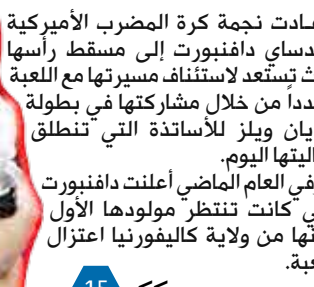 ادت نجمة كرة المضرب الأميركية
دساي دافنبورت إلى مسقط رأسها
ث تستعد لاستئناف مسيرتها مع اللعبة
دداً من خلال مشاركتها في بطولة
يان ويلز للأساتذة التي تنطلق
اليتها اليوم.
في العام الماضي أعلنت دافنبورت
ي كانت تنتظر مولودها الأول
تها من ولاية كاليفورنيا اعتزال
عبة.
15